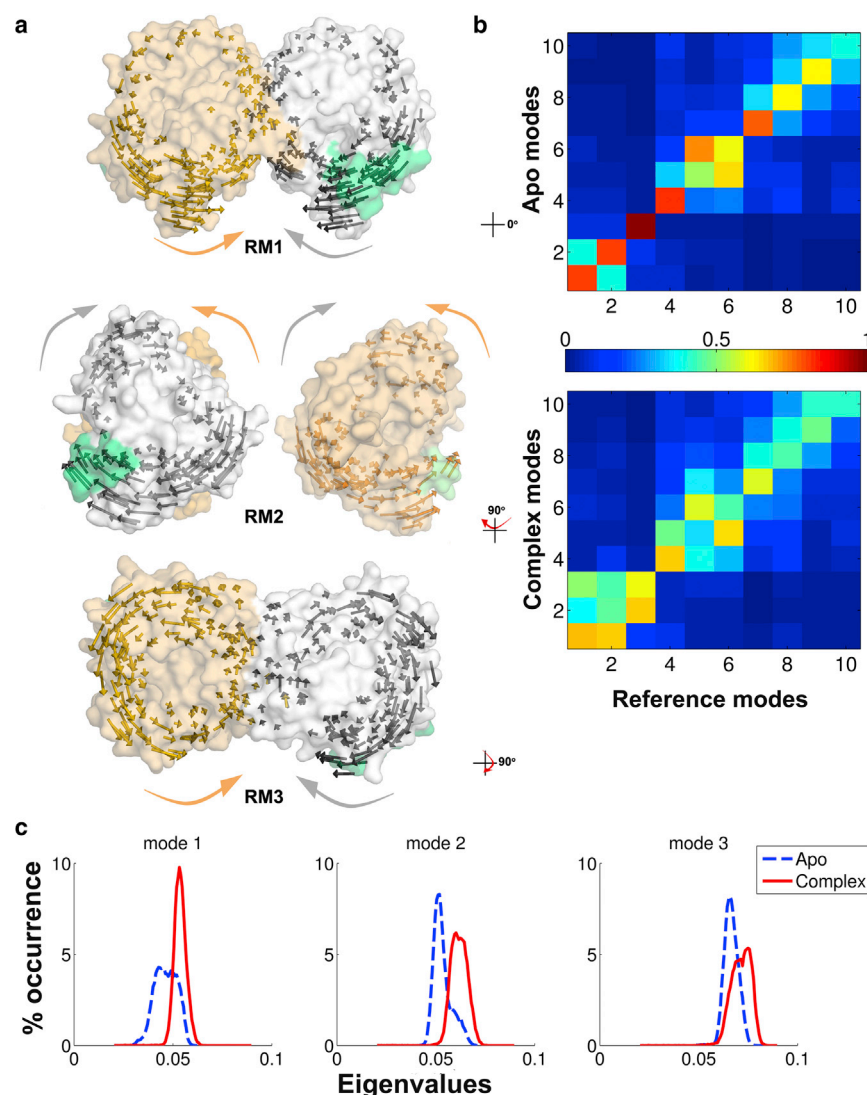 a
RM1
0º
RM2
90º
RM3
90º
b
Apo modes
10
8
6
4
2
2 4 6 8 10
0 0.5 1
Complex modes
10
8
6
4
2
2 4 6 8 10
Reference modes
c
mode 1
mode 2
mode 3
Apo
Complex
% occurrence
10
5
0
0 0.05 0.1
10
5
0
0 0.05 0.1
10
5
0
0 0.05 0.1
Eigenvalues